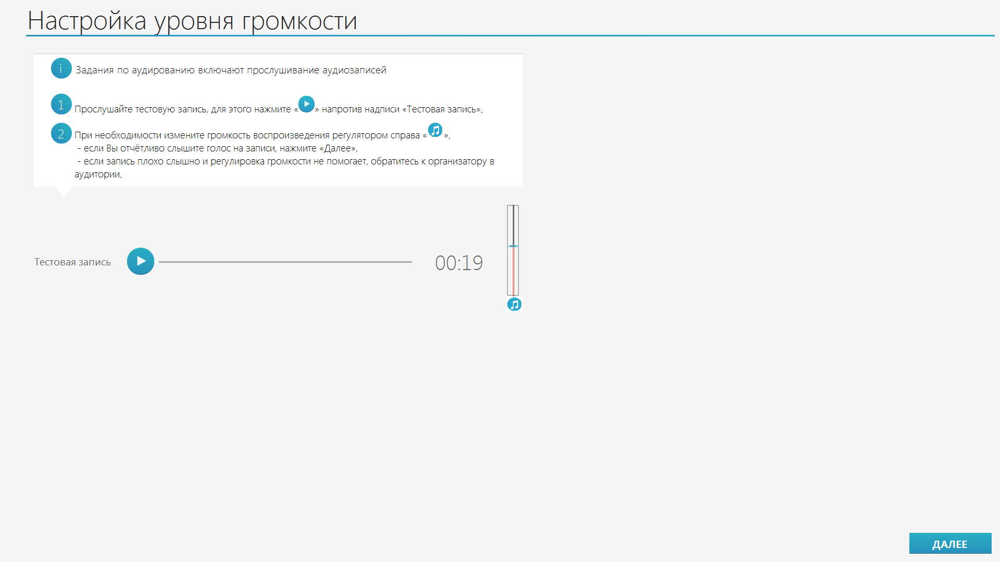 Настройка уровня громкости
i Задания по аудированию включают прослушивание аудиозаписей
1 Прослушайте тестовую запись, для этого нажмите «» напротив надписи «Тестовая запись».
2 При необходимости измените громкость воспроизведения регулятором справа «».
- если Вы отчётливо слышите голос на записи, нажмите «Далее»,
- если запись плохо слышно и регулировка громкости не помогает, обратитесь к организатору в
аудитории.
Тестовая запись 00:19
ДАЛЕЕ